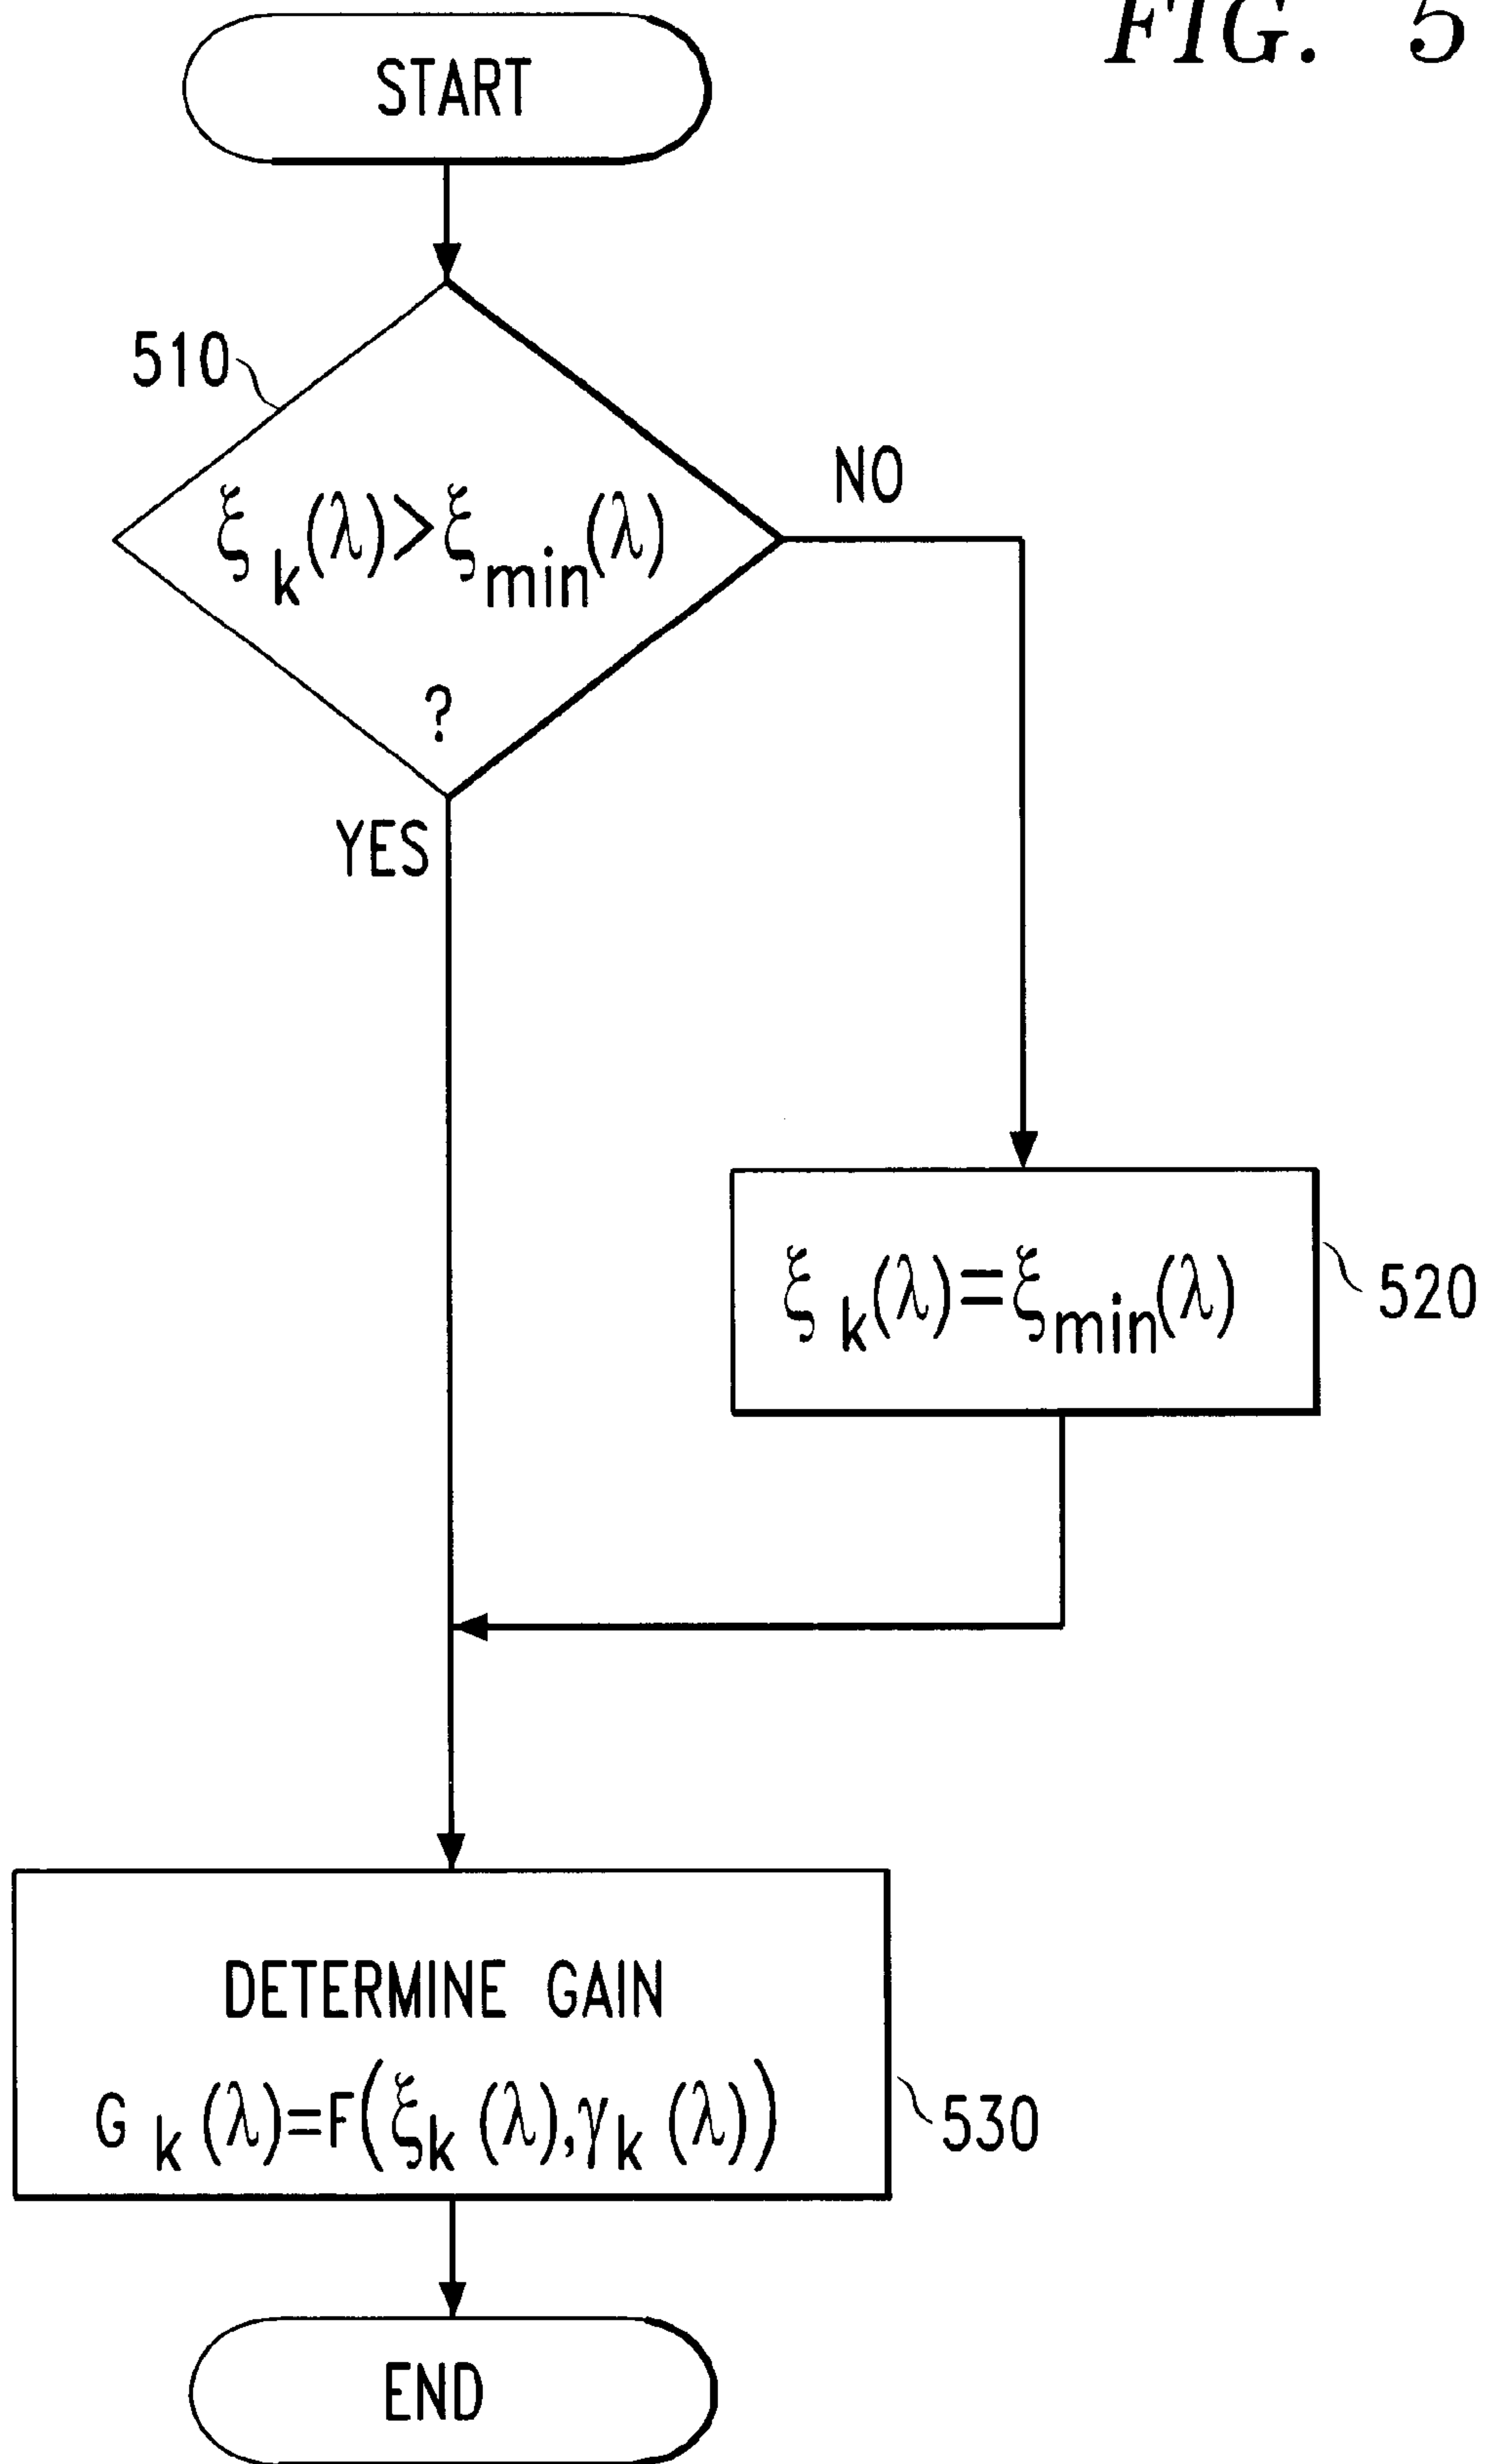 FIG. 5
START
510
ξk(λ)>ξmin(λ)
?
NO
YES
ξk(λ)=ξmin(λ)
520
DETERMINE GAIN
Gk(λ)=F(ξk(λ),γk(λ))
530
END